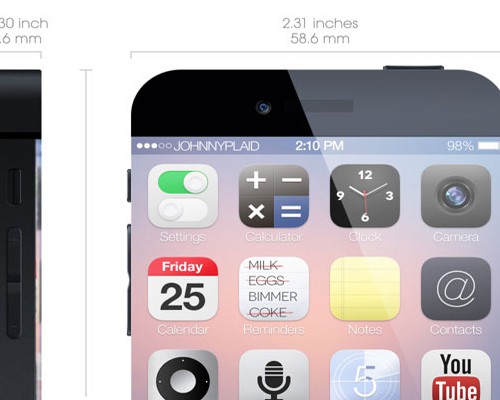 30 inch
.6 mm
2.31 inches
58.6 mm
JOHNNYPLAID 2:10 PM 98%
12
9 3
6
Settings Calculator Clock Camera
Friday
25
MILK
EGGS
BIMMER
COKE
@
Calendar Reminders Notes Contacts
5
You
Tube